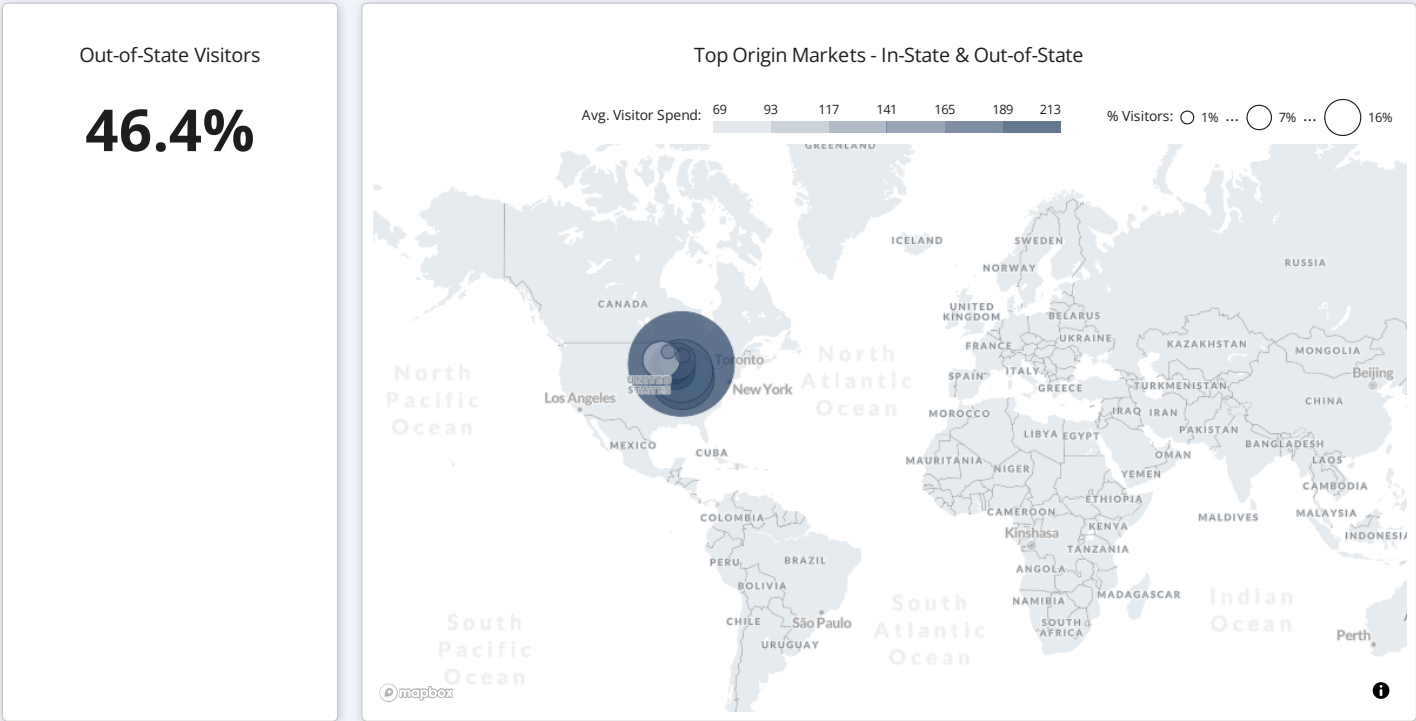 Out-of-State Visitors
46.4%
Top Origin Markets - In-State & Out-of-State
Avg. Visitor Spend: 69 93 117 141 165 189 213
% Visitors: 1% ... 7% ... 16%
GREENLAND
ICELAND
SWEDEN
NORWAY
RUSSIA
CANADA
UNITED
KINGDOM
BELARUS
UKRAINE
FRANCE
KAZAKHSTAN
MONGOLIA
Toronto
North
Atlantic
Ocean
North
Pacific
Ocean
UNITED
STATES
New York
Los Angeles
SPAIN
ITALY
GREECE
TURKMENISTAN
Beijing
CHINA
MOROCCO
IRAQ
IRAN
PAKISTAN
LIBYA
EGYPT
BANGLADESH
MEXICO
CUBA
MAURITANIA
NIGER
OMAN
YEMEN
LAOS
CAMBODIA
ETHIOPIA
COLOMBIA
CAMEROON
MALDIVES
MALAYSIA
KENYA
Kinshasa
INDONESIA
TANZANIA
PERU
BRAZIL
ANGOLA
BOLIVIA
MADAGASCAR
NAMIBIA
Indian
Ocean
CHILE
São Paulo
SOUTH
AFRICA
South
Atlantic
Ocean
South
Pacific
Ocean
URUGUAY
Perth
mapbox